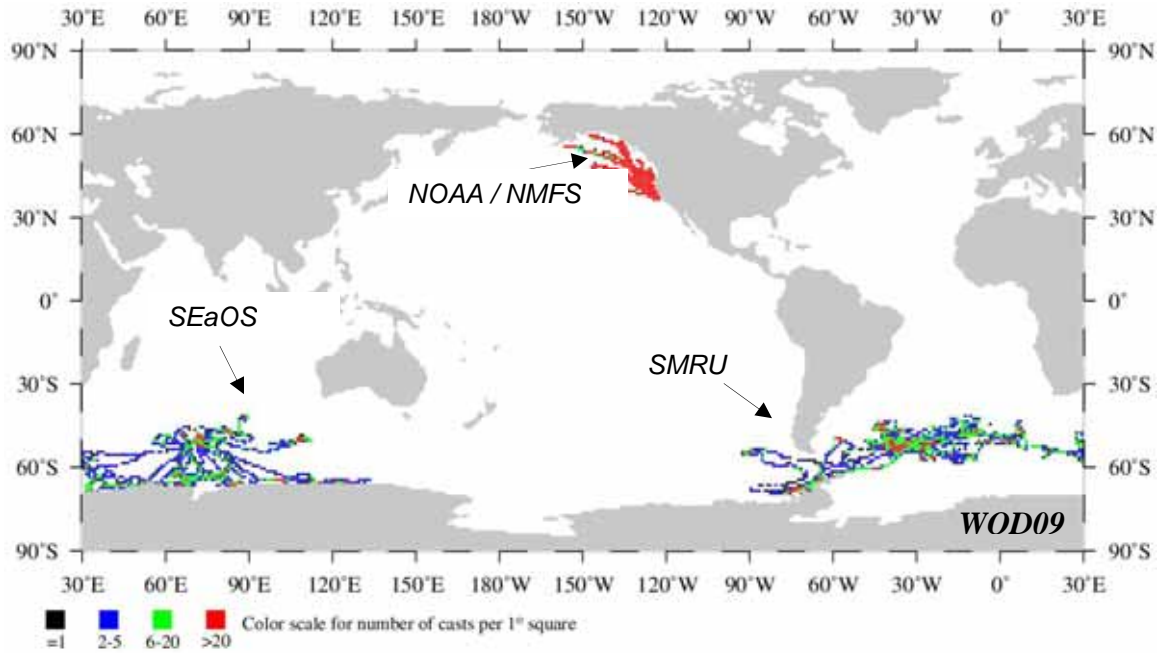 30˚E 60˚E 90˚E 120˚E 150˚E 180˚W 150˚W 120˚W 90˚W 60˚W 30˚W 0˚ 30˚E
90˚N 90˚N
60˚N 60˚N
NOAA / NMFS
30˚N 30˚N
0˚ 0˚
SEaOS
SMRU
30˚S 30˚S
60˚S 60˚S
WOD09
90˚S 90˚S
30˚E 60˚E 90˚E 120˚E 150˚E 180˚W 150˚W 120˚W 90˚W 60˚W 30˚W 0˚ 30˚E
Color scale for number of casts per 1º square
=1 2-5 6-20 >20